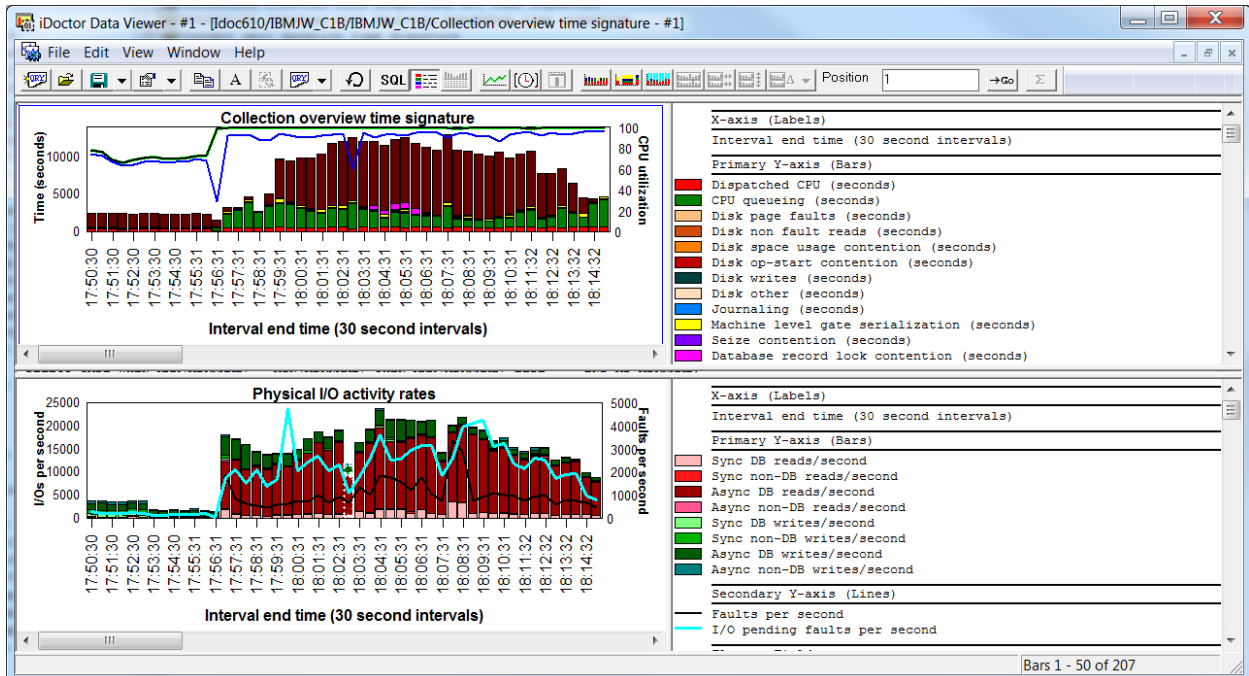 iDoctor Data Viewer - #1 - [Idoc610/IBMJW_C1B/IBMJW_C1B/Collection overview time signature - #1]
File Edit View Window Help
QRY A QRY SQL Position 1 →Go Σ
Collection overview time signature
Time (seconds)
10000
5000
0
100
80
60
40
20
0
CPU utilization
17:50:30
17:51:30
17:52:30
17:53:30
17:54:30
17:55:31
17:56:31
17:57:31
17:58:31
17:59:31
18:00:31
18:01:31
18:02:31
18:03:31
18:04:31
18:05:31
18:06:31
18:07:31
18:08:31
18:09:31
18:10:31
18:11:32
18:12:32
18:13:32
18:14:32
Interval end time (30 second intervals)
X-axis (Labels)
Interval end time (30 second intervals)
Primary Y-axis (Bars)
Dispatched CPU (seconds)
CPU queueing (seconds)
Disk page faults (seconds)
Disk non fault reads (seconds)
Disk space usage contention (seconds)
Disk op-start contention (seconds)
Disk writes (seconds)
Disk other (seconds)
Journaling (seconds)
Machine level gate serialization (seconds)
Seize contention (seconds)
Database record lock contention (seconds)
Physical I/O activity rates
I/Os per second
25000
20000
15000
10000
5000
0
5000
4000
3000
2000
1000
0
Faults per second
17:50:30
17:51:30
17:52:30
17:53:30
17:54:30
17:55:31
17:56:31
17:57:31
17:58:31
17:59:31
18:00:31
18:01:31
18:02:31
18:03:31
18:04:31
18:05:31
18:06:31
18:07:31
18:08:31
18:09:31
18:10:31
18:11:32
18:12:32
18:13:32
18:14:32
Interval end time (30 second intervals)
X-axis (Labels)
Interval end time (30 second intervals)
Primary Y-axis (Bars)
Sync DB reads/second
Sync non-DB reads/second
Async DB reads/second
Async non-DB reads/second
Sync DB writes/second
Sync non-DB writes/second
Async DB writes/second
Async non-DB writes/second
Secondary Y-axis (Lines)
Faults per second
I/O pending faults per second
Bars 1 - 50 of 207